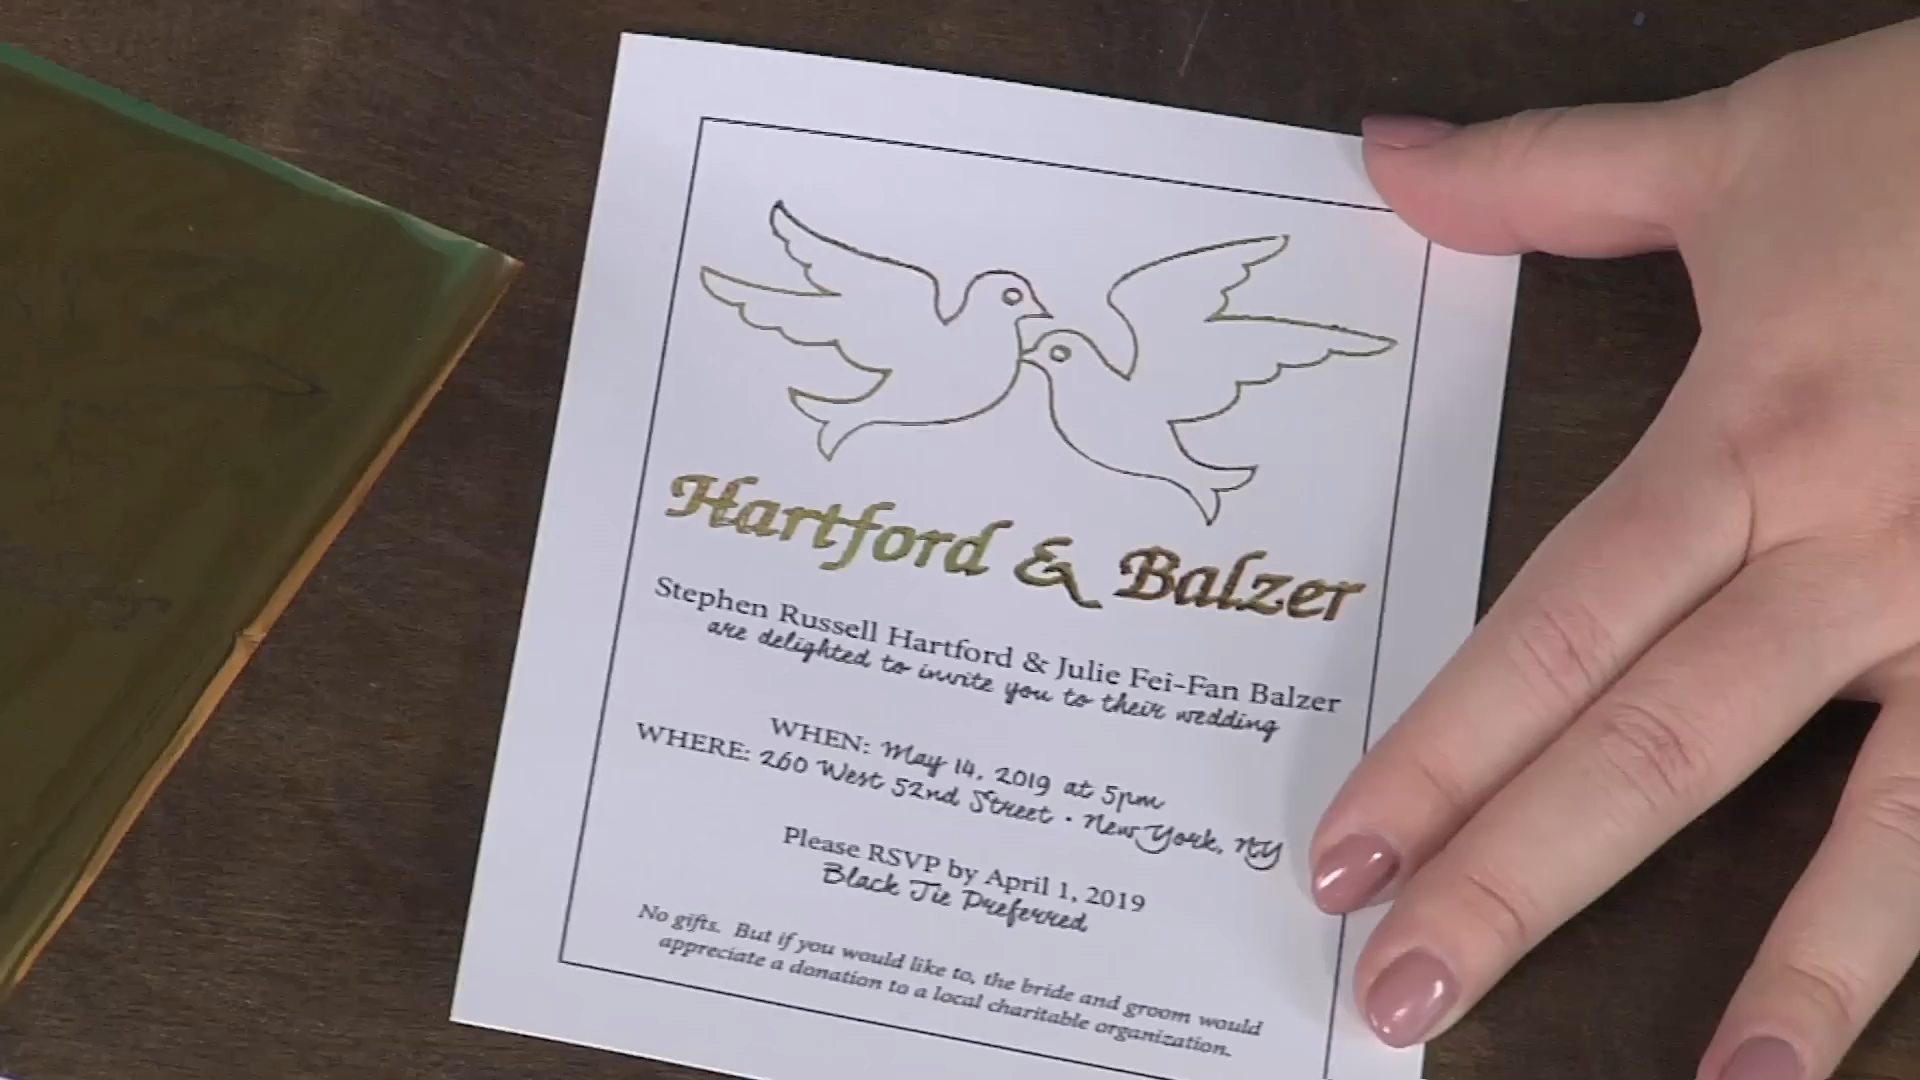 Hartford & Balzer
Stephen Russell Hartford & Julie Fei-Fan Balzer
are delighted to invite you to their wedding
WHEN: May 14, 2019 at 5pm
WHERE: 260 West 52nd Street · New York, NY
Please RSVP by April 1, 2019
Black Tie Preferred
No gifts. But if you would like to, the bride and groom would
appreciate a donation to a local charitable organization.